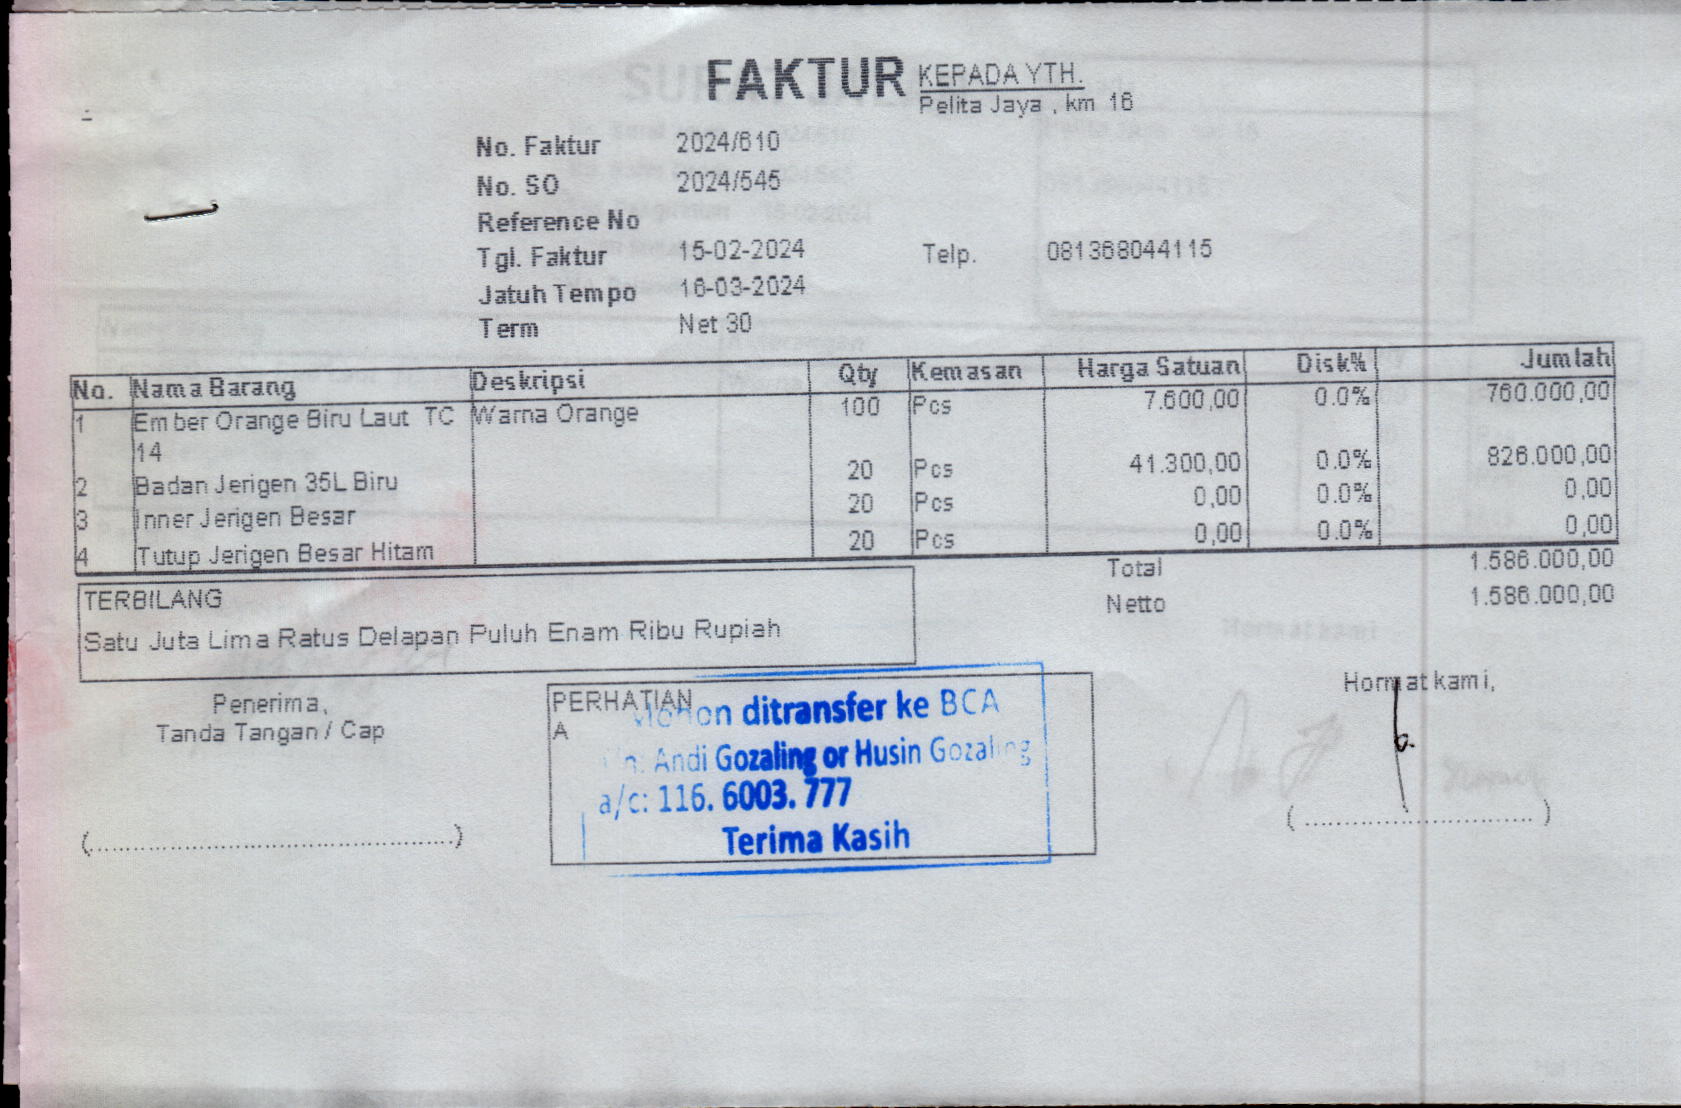 FAKTUR
KEPADA YTH.
Pelita Jaya , km 16
No. Faktur 2024/610
No. SO 2024/545
Reference No
Tgl. Faktur 15-02-2024 Telp. 081368044115
Jatuh Tempo 16-03-2024
Term Net 30
No. Nama Barang Deskripsi Qty Kemasan Harga Satuan Disk% Jumlah
1 Ember Orange Biru Laut TC Warna Orange 100 Pcs 7.600,00 0.0% 760.000,00
14
2 Badan Jerigen 35L Biru 20 Pcs 41.300,00 0.0% 826.000,00
3 Inner Jerigen Besar 20 Pcs 0,00 0.0% 0,00
4 Tutup Jerigen Besar Hitam 20 Pcs 0,00 0.0% 0,00
Total 1.586.000,00
Netto 1.586.000,00
TERBILANG
Satu Juta Lima Ratus Delapan Puluh Enam Ribu Rupiah
Penerima,
Tanda Tangan / Cap
(..................................................)
PERHATIAN
A
Mohon ditransfer ke BCA
Andi Gozaling or Husin Gozaling
a/c: 116. 6003. 777
Terima Kasih
Hormat kami,
( ................................ )